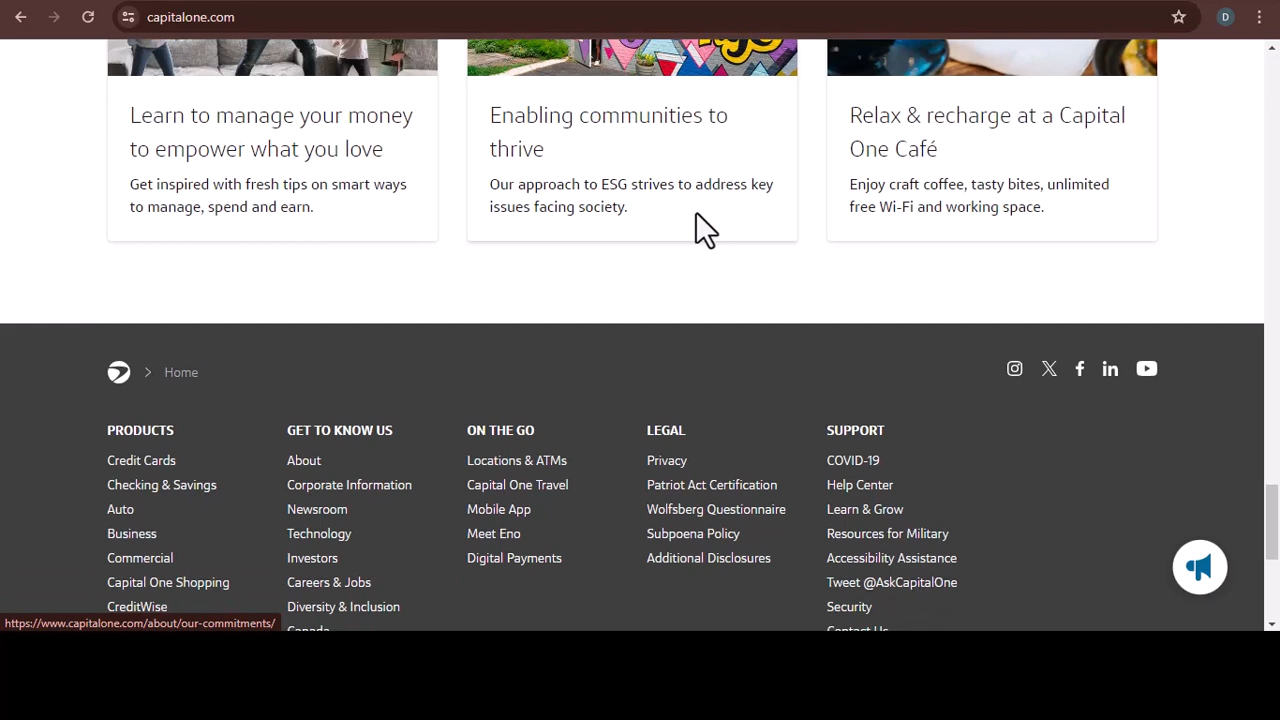 capitalone.com
D
Learn to manage your money
to empower what you love
Get inspired with fresh tips on smart ways
to manage, spend and earn.
Enabling communities to
thrive
Our approach to ESG strives to address key
issues facing society.
Relax & recharge at a Capital
One Café
Enjoy craft coffee, tasty bites, unlimited
free Wi-Fi and working space.
Home
PRODUCTS
Credit Cards
Checking & Savings
Auto
Business
Commercial
Capital One Shopping
CreditWise
GET TO KNOW US
About
Corporate Information
Newsroom
Technology
Investors
Careers & Jobs
Diversity & Inclusion
Canada
ON THE GO
Locations & ATMs
Capital One Travel
Mobile App
Meet Eno
Digital Payments
LEGAL
Privacy
Patriot Act Certification
Wolfsberg Questionnaire
Subpoena Policy
Additional Disclosures
SUPPORT
COVID-19
Help Center
Learn & Grow
Resources for Military
Accessibility Assistance
Tweet @AskCapitalOne
Security
Contact Us
https://www.capitalone.com/about/our-commitments/